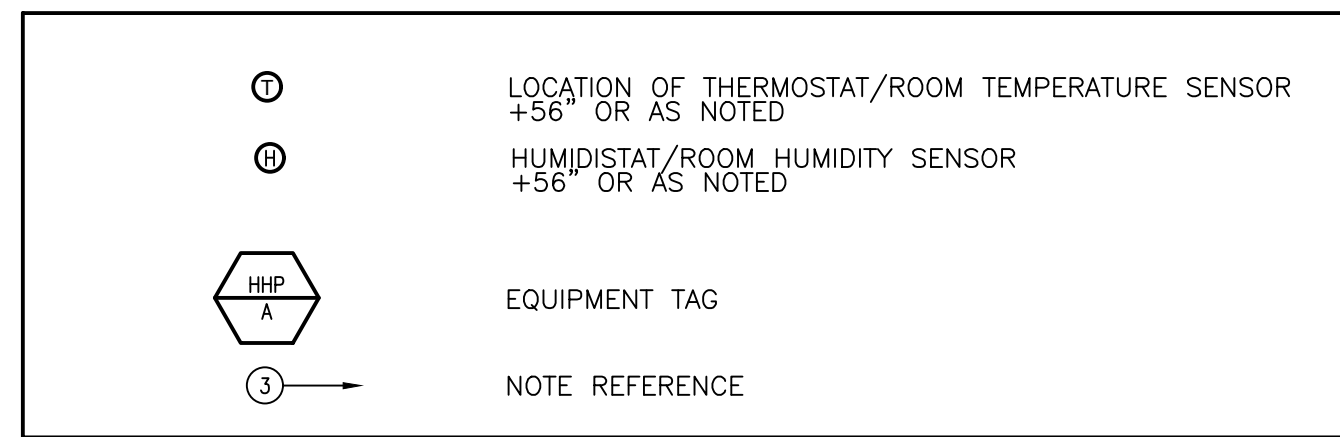 T LOCATION OF THERMOSTAT/ROOM TEMPERATURE SENSOR
+56" OR AS NOTED
H HUMIDISTAT/ROOM HUMIDITY SENSOR
+56" OR AS NOTED
HHP
A
EQUIPMENT TAG
3 NOTE REFERENCE